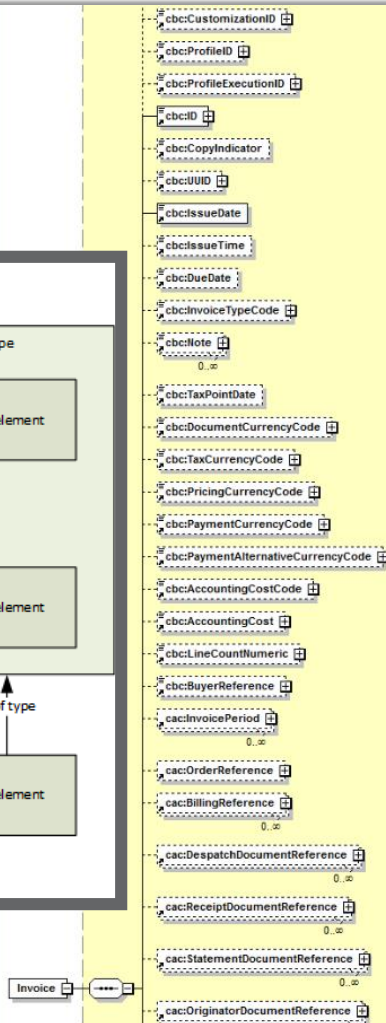 cbc:CustomizationID
cbc:ProfileID
cbc:ProfileExecutionID
cbc:ID
cbc:CopyIndicator
cbc:UUID
cbc:IssueDate
cbc:IssueTime
cbc:DueDate
cbc:InvoiceTypeCode
cbc:Note
0..∞
cbc:TaxPointDate
cbc:DocumentCurrencyCode
cbc:TaxCurrencyCode
cbc:PricingCurrencyCode
cbc:PaymentCurrencyCode
cbc:PaymentAlternativeCurrencyCode
cbc:AccountingCostCode
cbc:AccountingCost
cbc:LineCountNumeric
cbc:BuyerReference
cac:InvoicePeriod
0..∞
cac:OrderReference
cac:BillingReference
0..∞
cac:DespatchDocumentReference
0..∞
cac:ReceiptDocumentReference
0..∞
cac:StatementDocumentReference
0..∞
Invoice
cac:OriginatorDocumentReference
pe
lement
lement
f type
lement